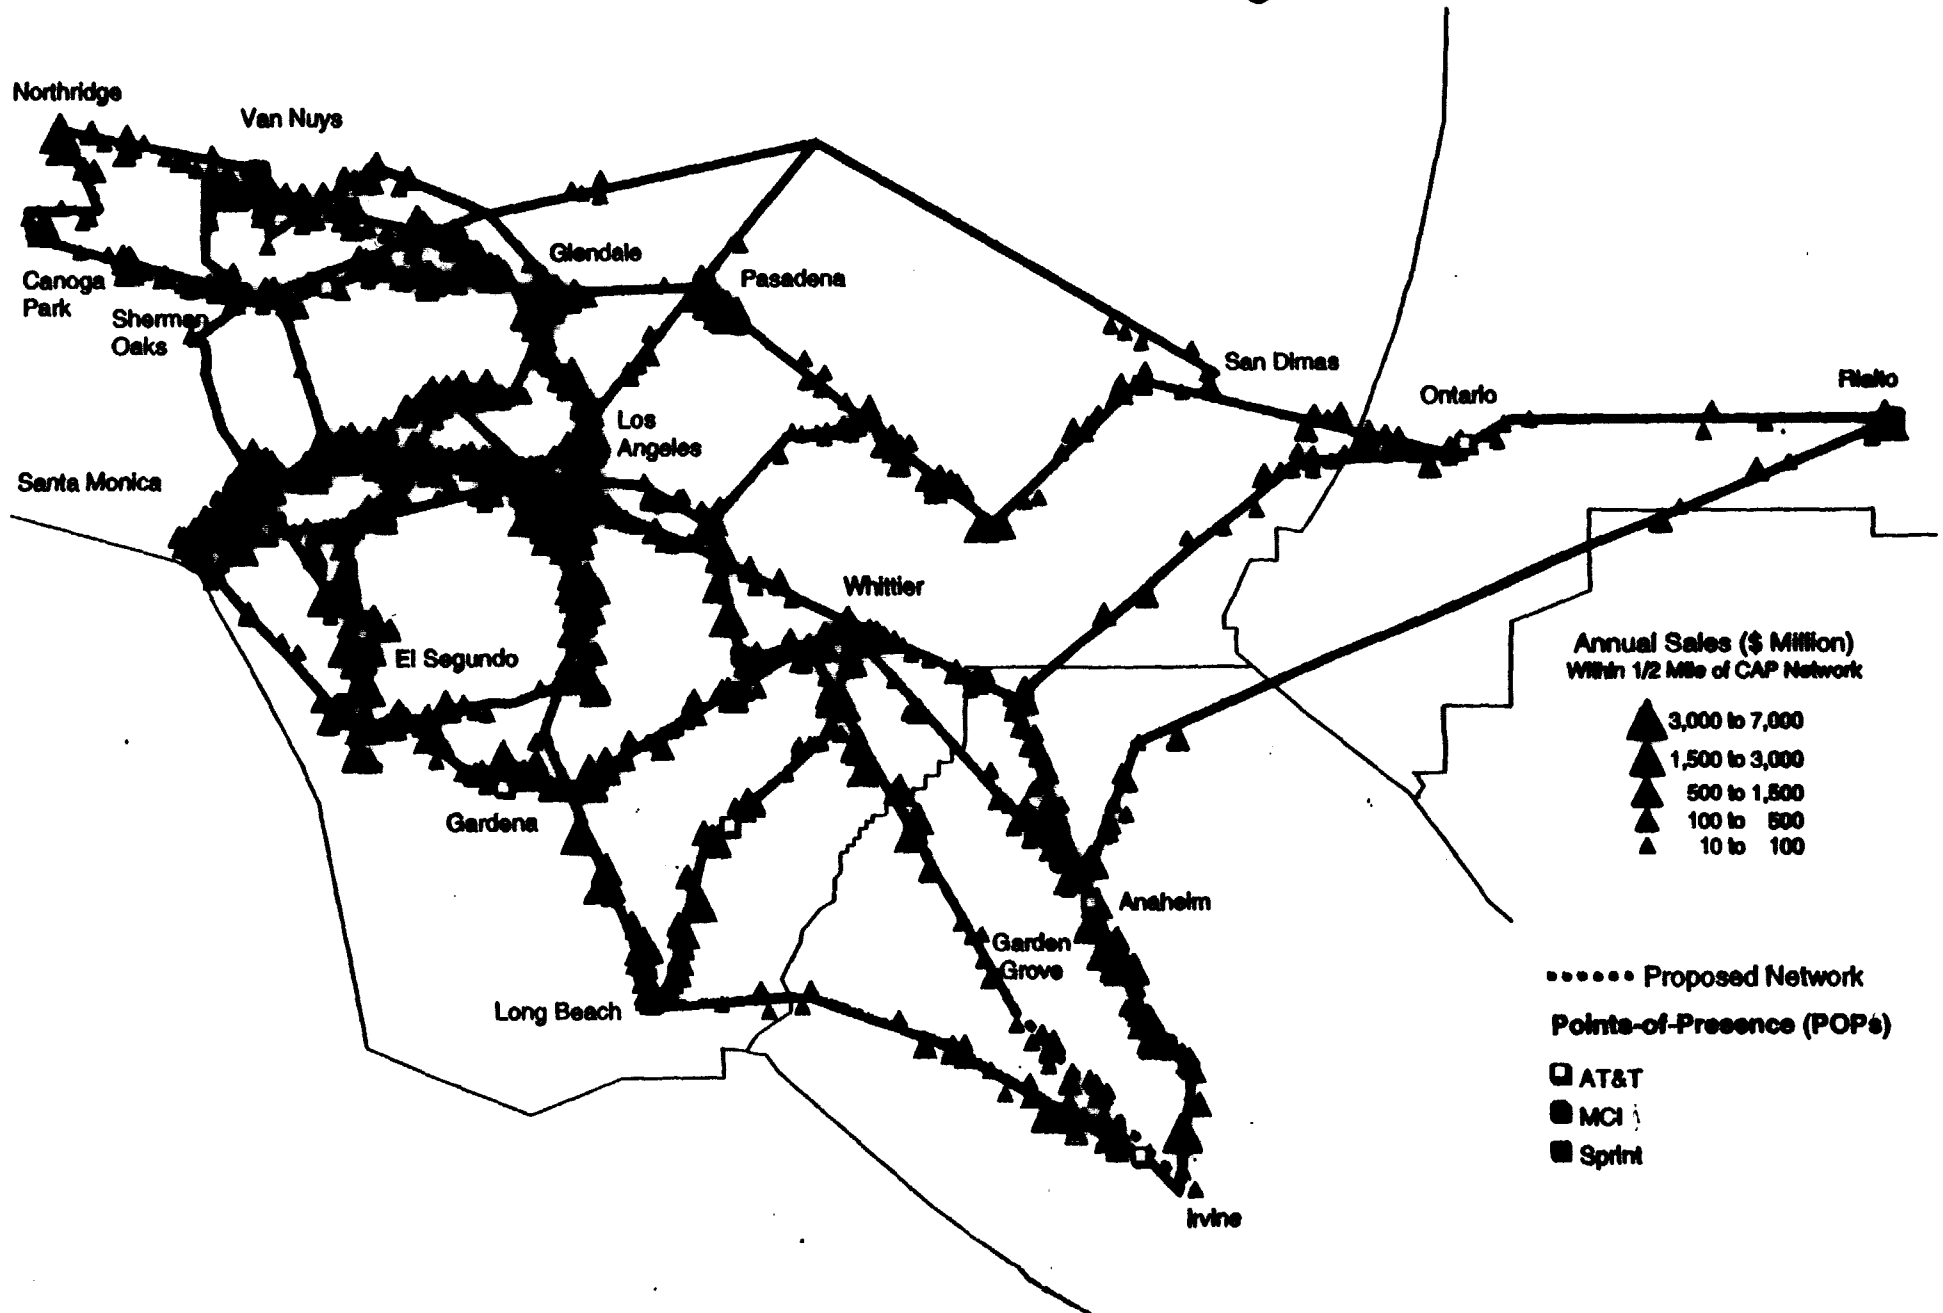 Northridge
Van Nuys
Glendale
Pasadena
Canoga
Park
Sherman
Oaks
San Dimas
Ontario
Rialto
Los
Angeles
Santa Monica
Whittier
El Segundo
Gardena
Anaheim
Garden
Grove
Long Beach
Irvine
Annual Sales ($ Million)
Within 1/2 Mile of CAP Network
3,000 to 7,000
1,500 to 3,000
500 to 1,500
100 to 500
10 to 100
Proposed Network
Points-of-Presence (POPs)
AT&T
MCI
Sprint